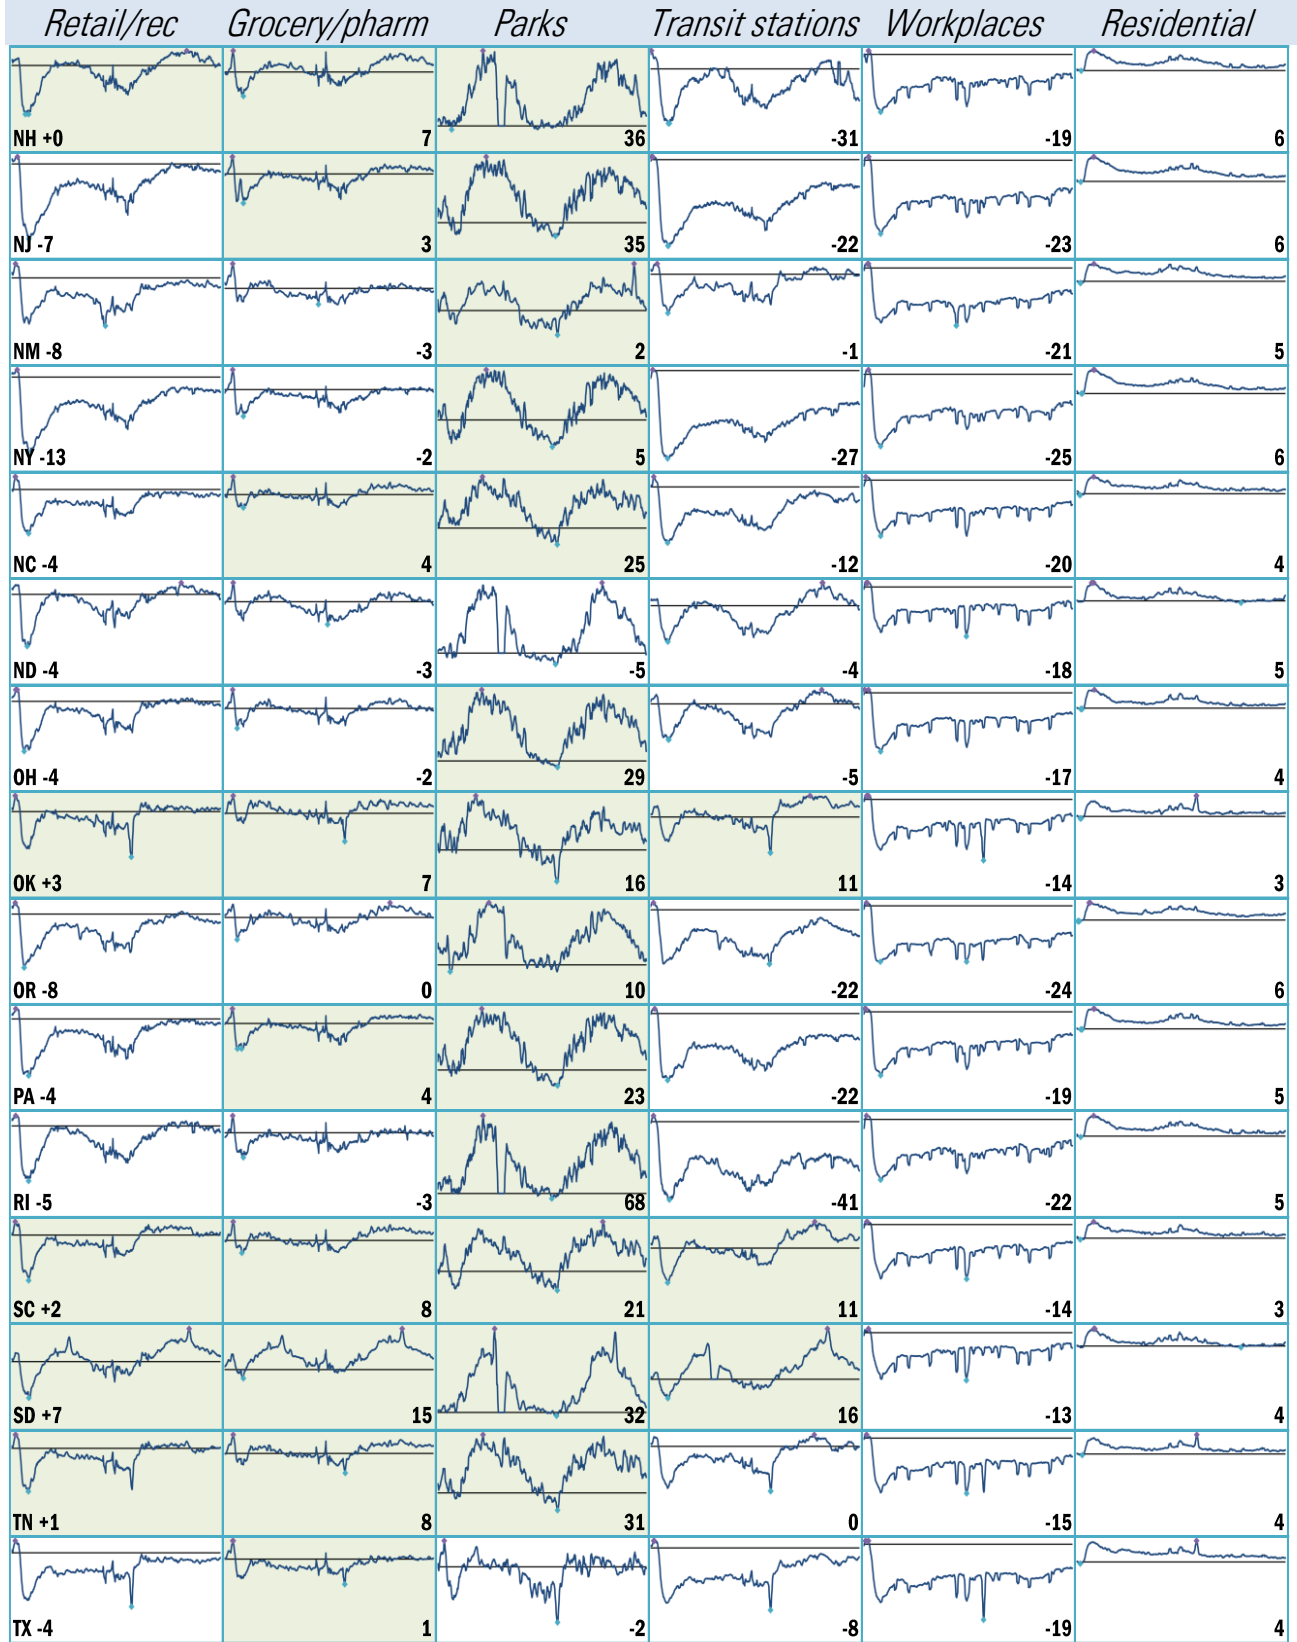 Retail/rec Grocery/pharm Parks Transit stations Workplaces Residential
NH +0 7 36 -31 -19 6
NJ -7 3 35 -22 -23 6
NM -8 -3 2 -1 -21 5
NY -13 -2 5 -27 -25 6
NC -4 4 25 -12 -20 4
ND -4 -3 -5 -4 -18 5
OH -4 -2 29 -5 -17 4
OK +3 7 16 11 -14 3
OR -8 0 10 -22 -24 6
PA -4 4 23 -22 -19 5
RI -5 -3 68 -41 -22 5
SC +2 8 21 11 -14 3
SD +7 15 32 16 -13 4
TN +1 8 31 0 -15 4
TX -4 1 -2 -8 -19 4